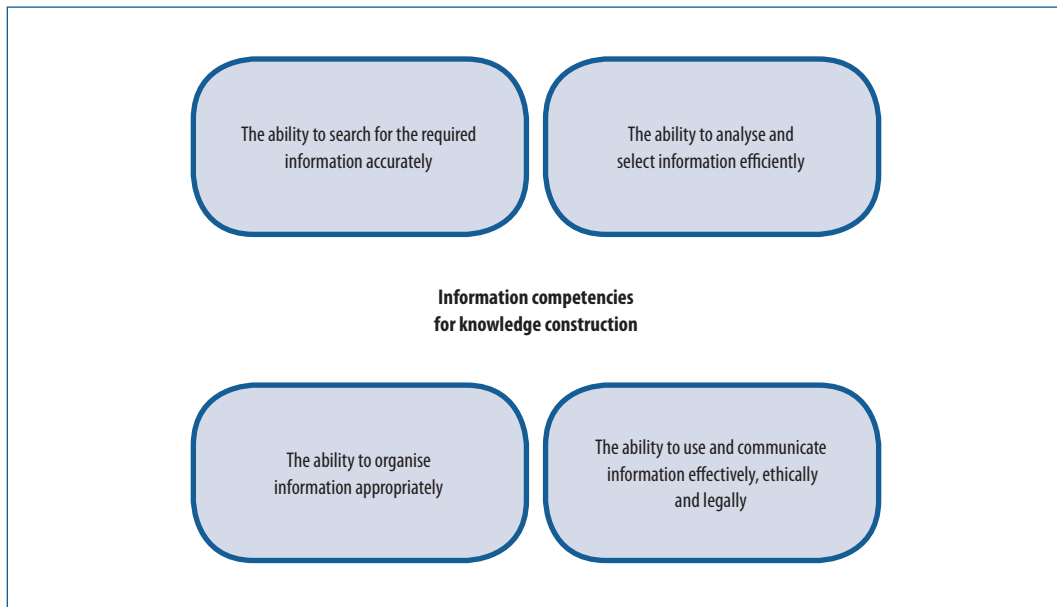 The ability to search for the required
information accurately
The ability to analyse and
select information efficiently
Information competencies
for knowledge construction
The ability to organise
information appropriately
The ability to use and communicate
information effectively, ethically
and legally